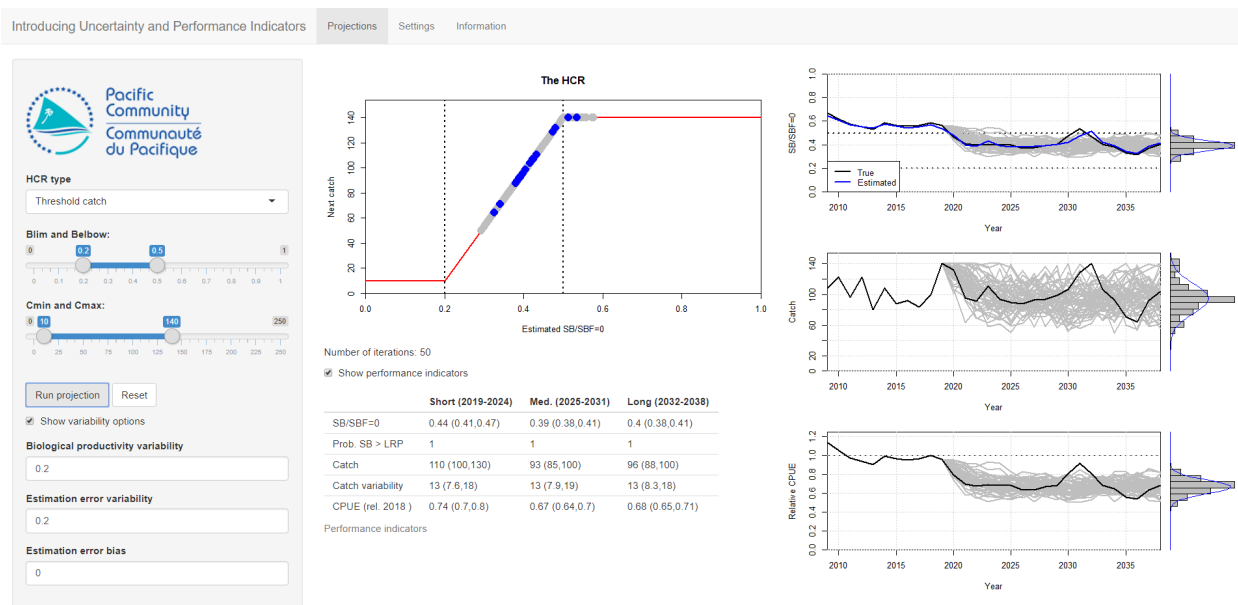 Introducing Uncertainty and Performance Indicators Projections Settings Information
Pacific
Community
Communauté
du Pacifique
HCR type
Threshold catch
Blim and Belbow:
0 0.2 0.5 1
0 0.1 0.2 0.3 0.4 0.5 0.6 0.7 0.8 0.9 1
Cmin and Cmax:
0 10 140 250
0 25 50 75 100 125 150 175 200 225 250
Run projection Reset
Show variability options
Biological productivity variability
0.2
Estimation error variability
0.2
Estimation error bias
0
The HCR
Next catch
0 20 40 60 80 100 120 140
0.0 0.2 0.4 0.6 0.8 1.0
Estimated SB/SBF=0
Number of iterations: 50
Show performance indicators
Short (2019-2024) Med. (2025-2031) Long (2032-2038)
SB/SBF=0 0.44 (0.41,0.47) 0.39 (0.38,0.41) 0.4 (0.38,0.41)
Prob. SB > LRP 1 1 1
Catch 110 (100,130) 93 (85,100) 96 (88,100)
Catch variability 13 (7.6,18) 13 (7.9,19) 13 (8.3,18)
CPUE (rel. 2018 ) 0.74 (0.7,0.8) 0.67 (0.64,0.7) 0.68 (0.65,0.71)
Performance indicators
SB/SBF=0
0.0 0.2 0.4 0.6 0.8 1.0
True
Estimated
2010 2015 2020 2025 2030 2035
Year
Catch
0 20 60 100 140
2010 2015 2020 2025 2030 2035
Year
Relative CPUE
0.0 0.2 0.4 0.6 0.8 1.0 1.2
2010 2015 2020 2025 2030 2035
Year